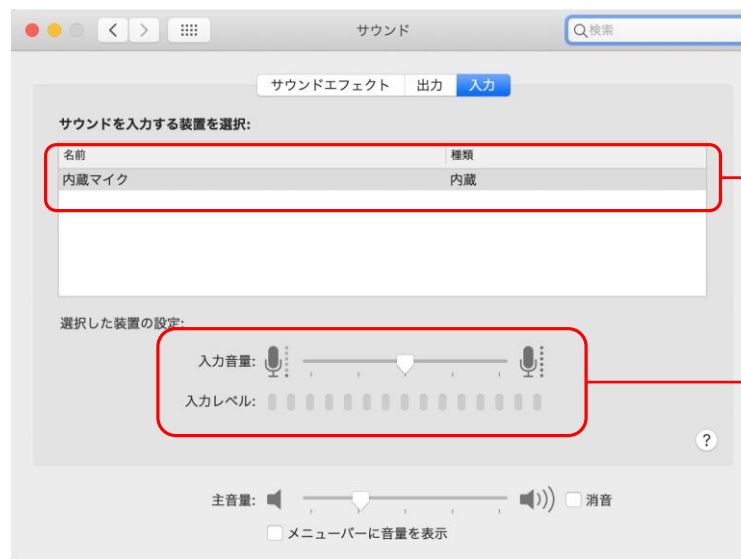 サウンド
検索
サウンドエフェクト 出力 入力
サウンドを入力する装置を選択:
名前 種類
内蔵マイク 内蔵
選択した装置の設定:
入力音量:
入力レベル:
?
主音量: 消音
メニューバーに音量を表示